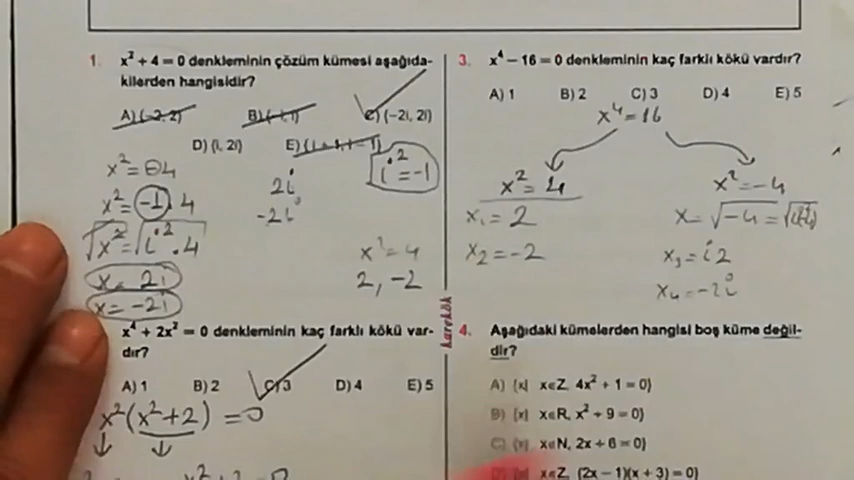 1. x² + 4 = 0 denkleminin çözüm kümesi aşağıda-
kilerden hangisidir?
A) {-2, 2} B) {-i, i} C) {-2i, 2i}
D) {i, 2i} E)
x² = -4
x² = -1 . 4
√x² = √i² . 4
x = 2i
x = -2i
2i
-2i
i² = -1
x² = 4
2, -2
x⁴ + 2x² = 0 denkleminin kaç farklı kökü var-
dır?
A) 1 B) 2 C) 3 D) 4 E) 5
x²(x² + 2) = 0
karekök
3. x⁴ – 16 = 0 denkleminin kaç farklı kökü vardır?
A) 1 B) 2 C) 3 D) 4 E) 5
x⁴ = 16
x² = 4 x² = -4
x₁ = 2 x = √-4 =
x₂ = -2 x₃ = i2
x₄ = -2i
4. Aşağıdaki kümelerden hangisi boş küme değil-
dir?
A) {x| x∈Z, 4x² + 1 = 0}
B) {x| x∈R, x² + 9 = 0}
C) {x| x∈N, 2x + 6 = 0}
x∈Z, (2x – 1)(x + 3) = 0}